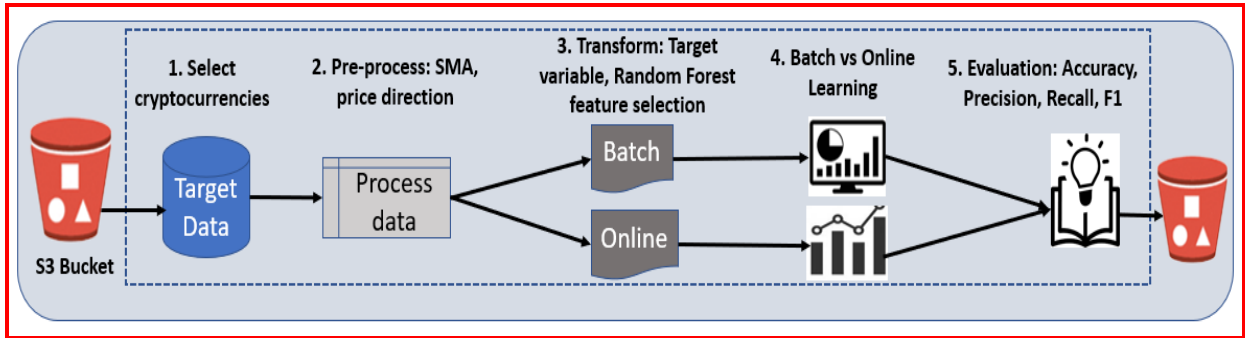 1. Select
cryptocurrencies
2. Pre-process: SMA,
price direction
3. Transform: Target
variable, Random Forest
feature selection
4. Batch vs Online
Learning
5. Evaluation: Accuracy,
Precision, Recall, F1
S3 Bucket
Target
Data
Process
data
Batch
Online